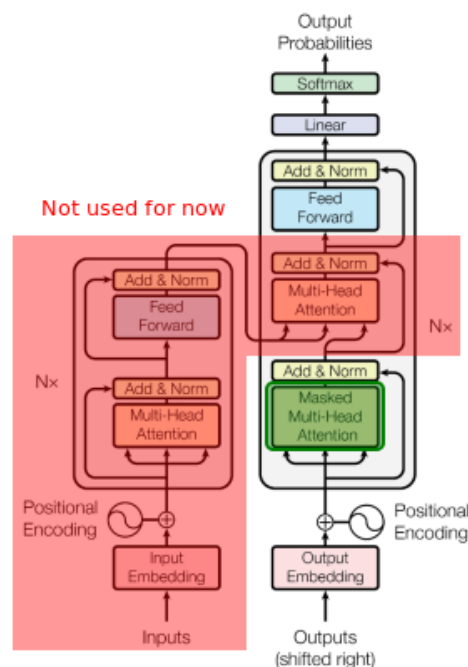 Output
Probabilities
Softmax
Linear
Add & Norm
Feed
Forward
Not used for now
Add & Norm
Multi-Head
Attention
Add & Norm
Feed
Forward
Nx
Nx
Add & Norm
Masked
Multi-Head
Attention
Add & Norm
Multi-Head
Attention
Positional
Encoding
Positional
Encoding
Input
Embedding
Output
Embedding
Inputs
Outputs
(shifted right)